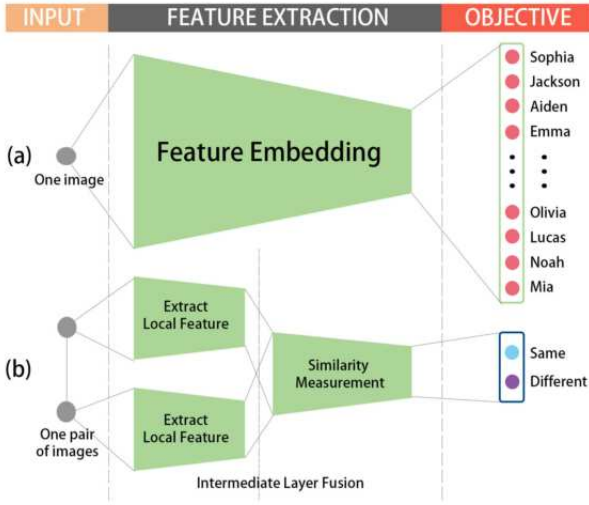 INPUT
FEATURE EXTRACTION
OBJECTIVE
(a)
One image
Feature Embedding
Sophia
Jackson
Aiden
Emma
Olivia
Lucas
Noah
Mia
(b)
One pair
of images
Extract
Local Feature
Extract
Local Feature
Similarity
Measurement
Same
Different
Intermediate Layer Fusion